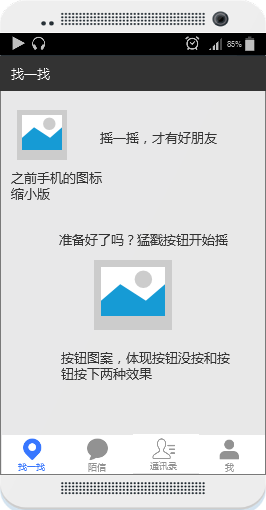 85%
找一找
摇一摇，才有好朋友
之前手机的图标
缩小版
准备好了吗？猛戳按钮开始摇
按钮图案，体现按钮没按和按
钮按下两种效果
找一找
陌信
通讯录
我